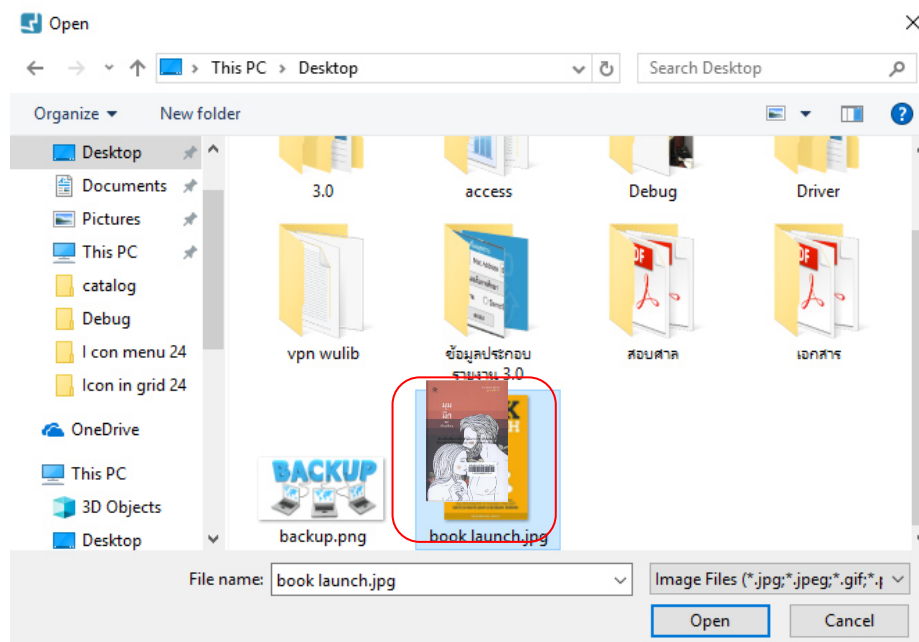 Open
This PC > Desktop
Search Desktop
Organize
New folder
?
Desktop
Documents
Pictures
This PC
catalog
Debug
I con menu 24
Icon in grid 24
OneDrive
This PC
3D Objects
Desktop
3.0
access
Debug
Driver
vpn wulib
ข้อมูลประกอบ
รายงาน 3.0
สอบศาล
เอกสาร
BACKUP
backup.png
book launch.jpg
File name:
book launch.jpg
Image Files (*.jpg;*.jpeg;*.gif;*.p
Open
Cancel